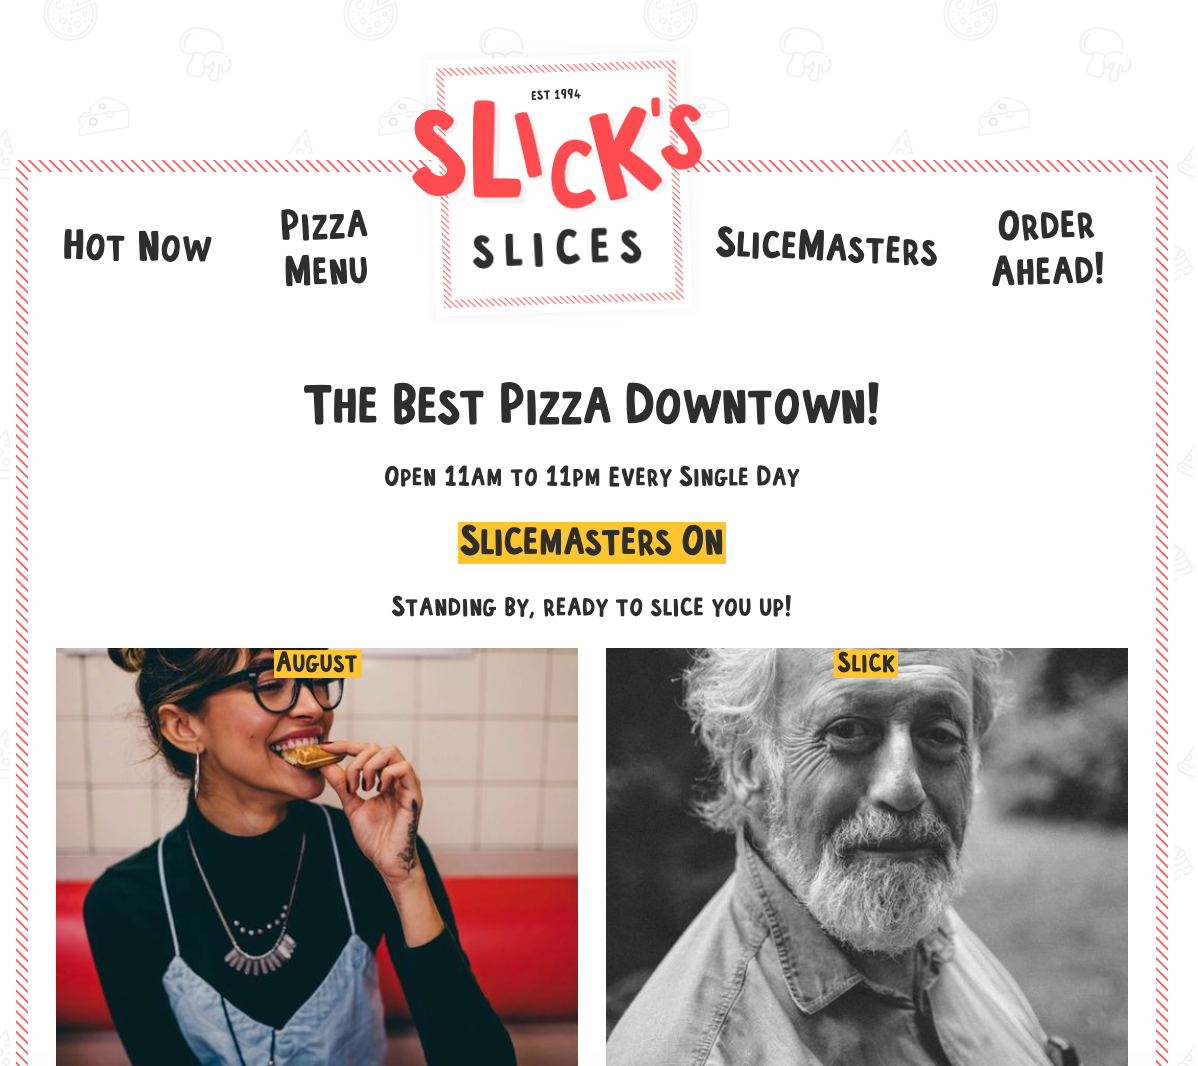 EST 1994
SLICK'S
SLICES
Hot Now
Pizza
Menu
SliceMasters
Order
Ahead!
The Best Pizza Downtown!
Open 11am to 11pm Every Single Day
Slicemasters On
Standing by, ready to slice you up!
August
Slick